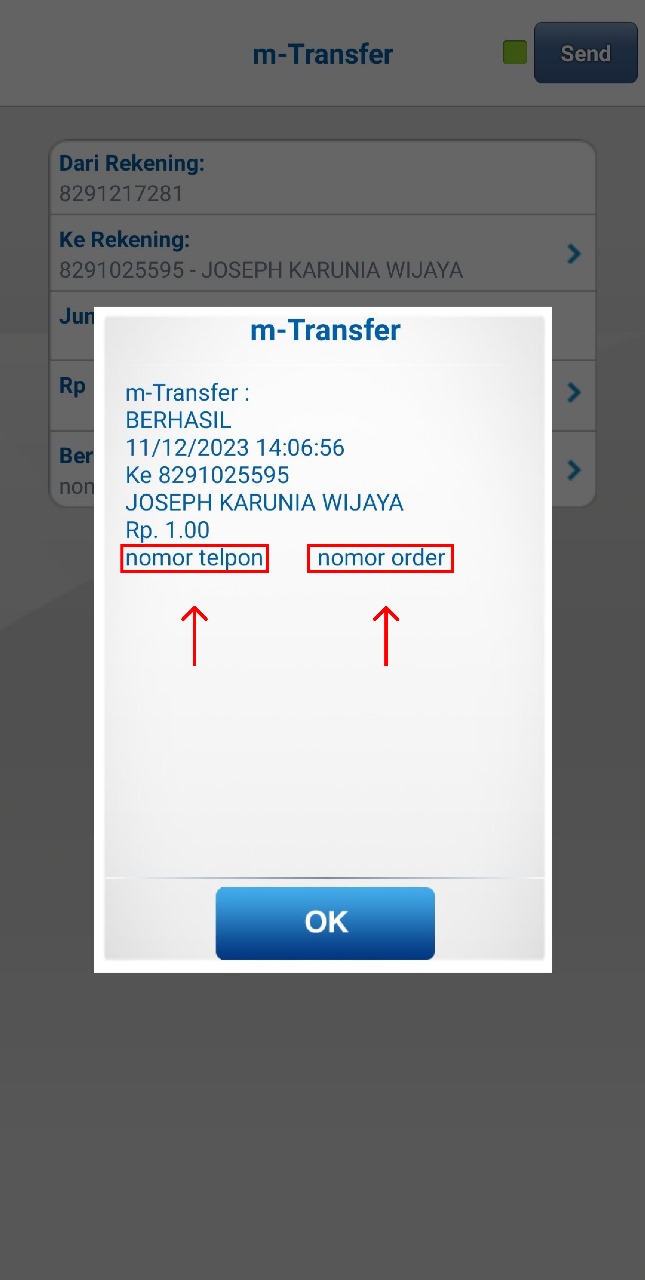 m-Transfer
Send
Dari Rekening:
8291217281
Ke Rekening:
8291025595 - JOSEPH KARUNIA WIJAYA
Jun
Rp
Ber
non
m-Transfer
m-Transfer :
BERHASIL
11/12/2023 14:06:56
Ke 8291025595
JOSEPH KARUNIA WIJAYA
Rp. 1.00
nomor telpon nomor order
OK